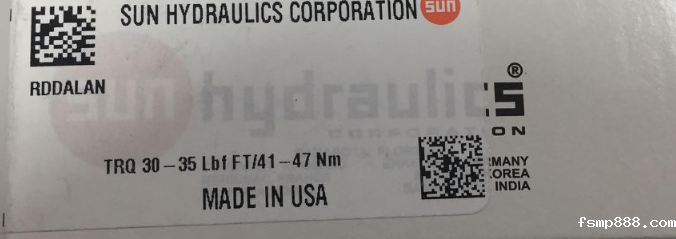 SUN HYDRAULICS CORPORATION
sun
RDDALAN
sun hydraulics
®
CORPORATION
TRQ 30-35 Lbf FT/41-47 Nm
MADE IN USA
KOREA
INDIA
fsmp888.com